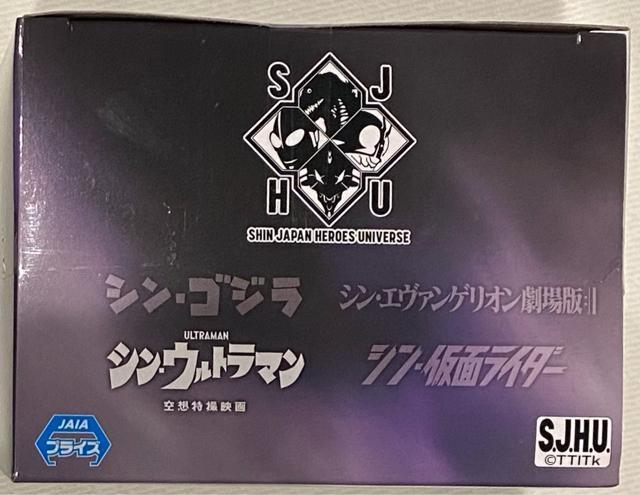 S J
H U
SHIN JAPAN HEROES UNIVERSE
シン・ゴジラ
シン・エヴァンゲリオン劇場版:||
ULTRAMAN
シン・ウルトラマン
空想特撮映画
シン・仮面ライダー
JAIA
プライズ
S.J.H.U.
©TTITk